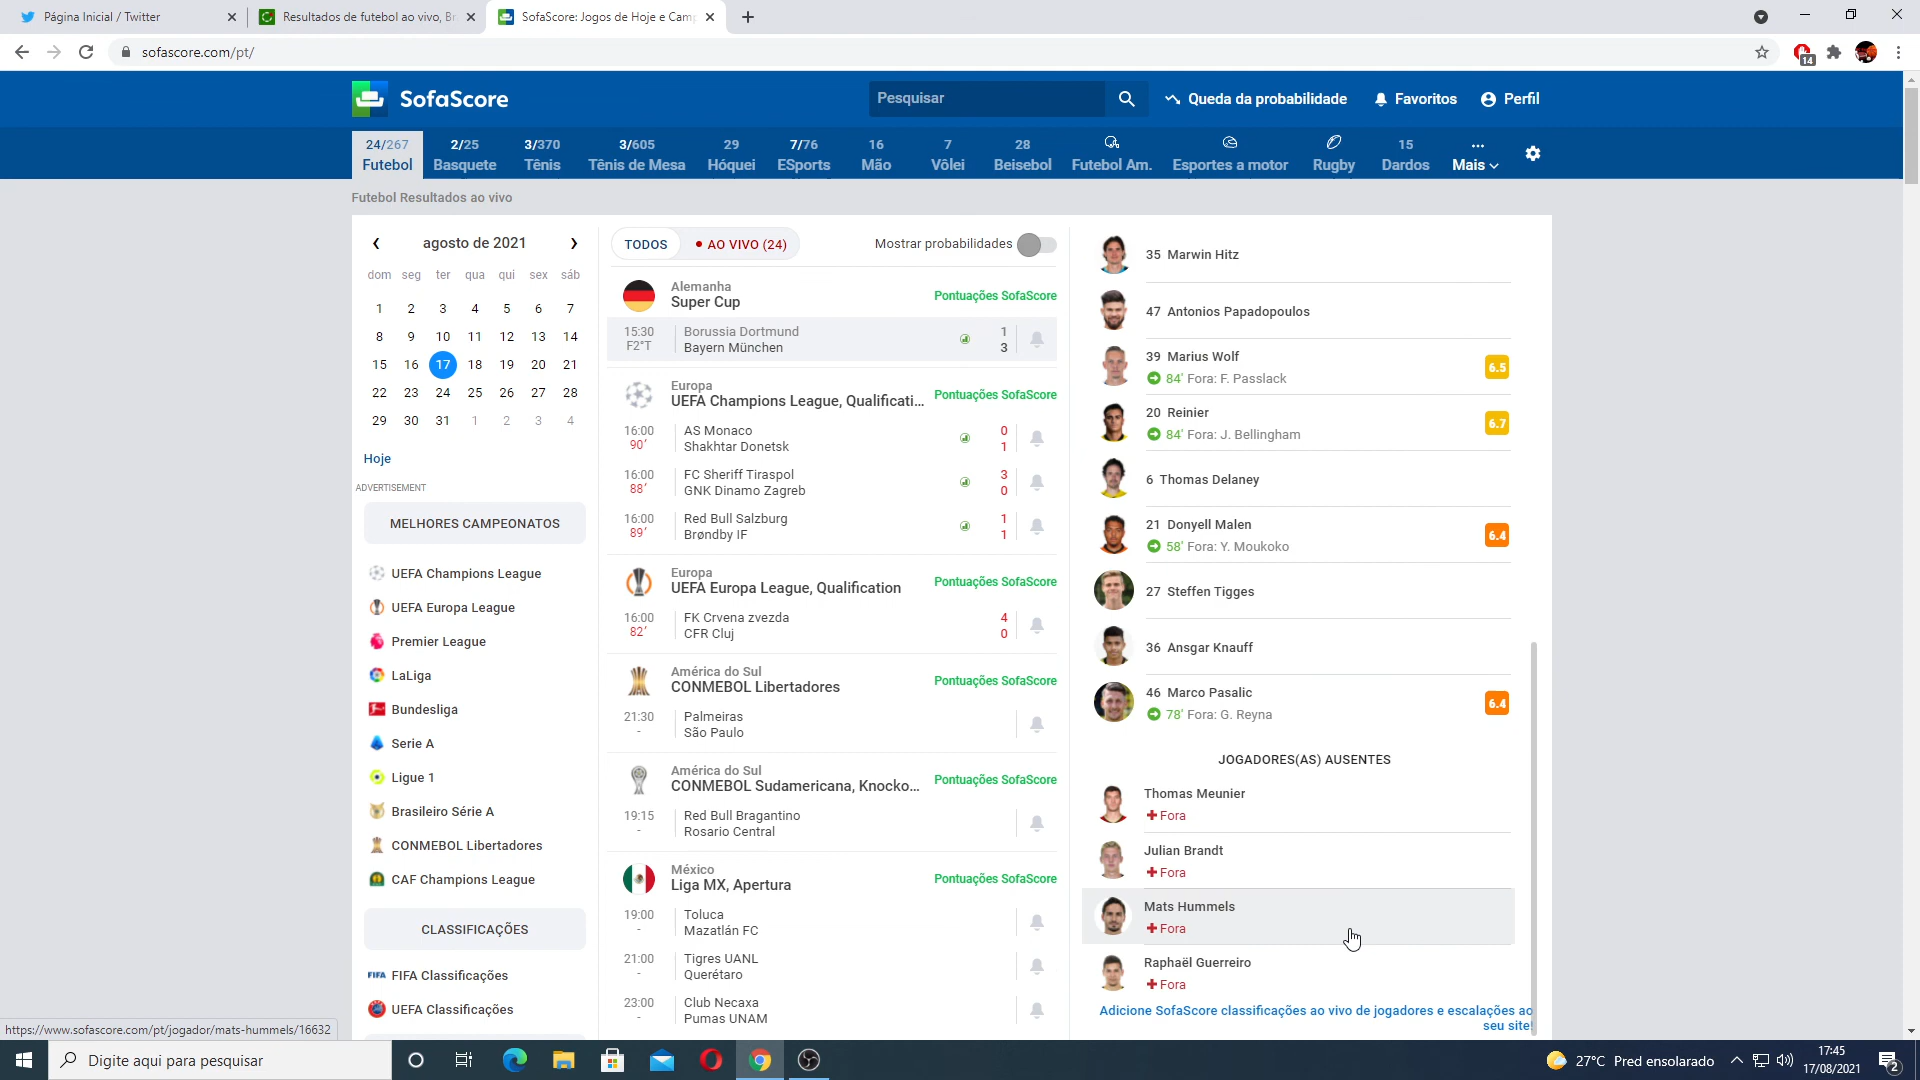 Página Inicial / Twitter
Resultados de futebol ao vivo, Br
SofaScore: Jogos de Hoje e Camp
sofascore.com/pt/
14
SofaScore
Pesquisar
Queda da probabilidade
Favoritos
Perfil
24/267
Futebol
2/25
Basquete
3/370
Tênis
3/605
Tênis de Mesa
29
Hóquei
7/76
ESports
16
Mão
7
Vôlei
28
Beisebol
Futebol Am.
Esportes a motor
Rugby
15
Dardos
Mais
Futebol Resultados ao vivo
agosto de 2021
dom seg ter qua qui sex sáb
1 2 3 4 5 6 7
8 9 10 11 12 13 14
15 16 17 18 19 20 21
22 23 24 25 26 27 28
29 30 31 1 2 3 4
Hoje
ADVERTISEMENT
MELHORES CAMPEONATOS
UEFA Champions League
UEFA Europa League
Premier League
LaLiga
Bundesliga
Serie A
Ligue 1
Brasileiro Série A
CONMEBOL Libertadores
CAF Champions League
CLASSIFICAÇÕES
FIFA FIFA Classificações
UEFA Classificações
https://www.sofascore.com/pt/jogador/mats-hummels/16632
TODOS
AO VIVO (24)
Mostrar probabilidades
Alemanha
Super Cup
Pontuações SofaScore
15:30 Borussia Dortmund 1
F2°T Bayern München 3
Europa
UEFA Champions League, Qualificati...
Pontuações SofaScore
16:00 AS Monaco 0
90' Shakhtar Donetsk 1
16:00 FC Sheriff Tiraspol 3
88' GNK Dinamo Zagreb 0
16:00 Red Bull Salzburg 1
89' Brøndby IF 1
Europa
UEFA Europa League, Qualification
Pontuações SofaScore
16:00 FK Crvena zvezda 4
82' CFR Cluj 0
América do Sul
CONMEBOL Libertadores
Pontuações SofaScore
21:30 Palmeiras
- São Paulo
América do Sul
CONMEBOL Sudamericana, Knocko...
Pontuações SofaScore
19:15 Red Bull Bragantino
- Rosario Central
México
Liga MX, Apertura
Pontuações SofaScore
19:00 Toluca
- Mazatlán FC
21:00 Tigres UANL
- Querétaro
23:00 Club Necaxa
- Pumas UNAM
35 Marwin Hitz
47 Antonios Papadopoulos
39 Marius Wolf
84' Fora: F. Passlack
6.5
20 Reinier
84' Fora: J. Bellingham
6.7
6 Thomas Delaney
21 Donyell Malen
58' Fora: Y. Moukoko
6.4
27 Steffen Tigges
36 Ansgar Knauff
46 Marco Pasalic
78' Fora: G. Reyna
6.4
JOGADORES(AS) AUSENTES
Thomas Meunier
Fora
Julian Brandt
Fora
Mats Hummels
Fora
Raphaël Guerreiro
Fora
Adicione SofaScore classificações ao vivo de jogadores e escalações ao
seu site!
Digite aqui para pesquisar
27°C Pred ensolarado
17:45
17/08/2021
2